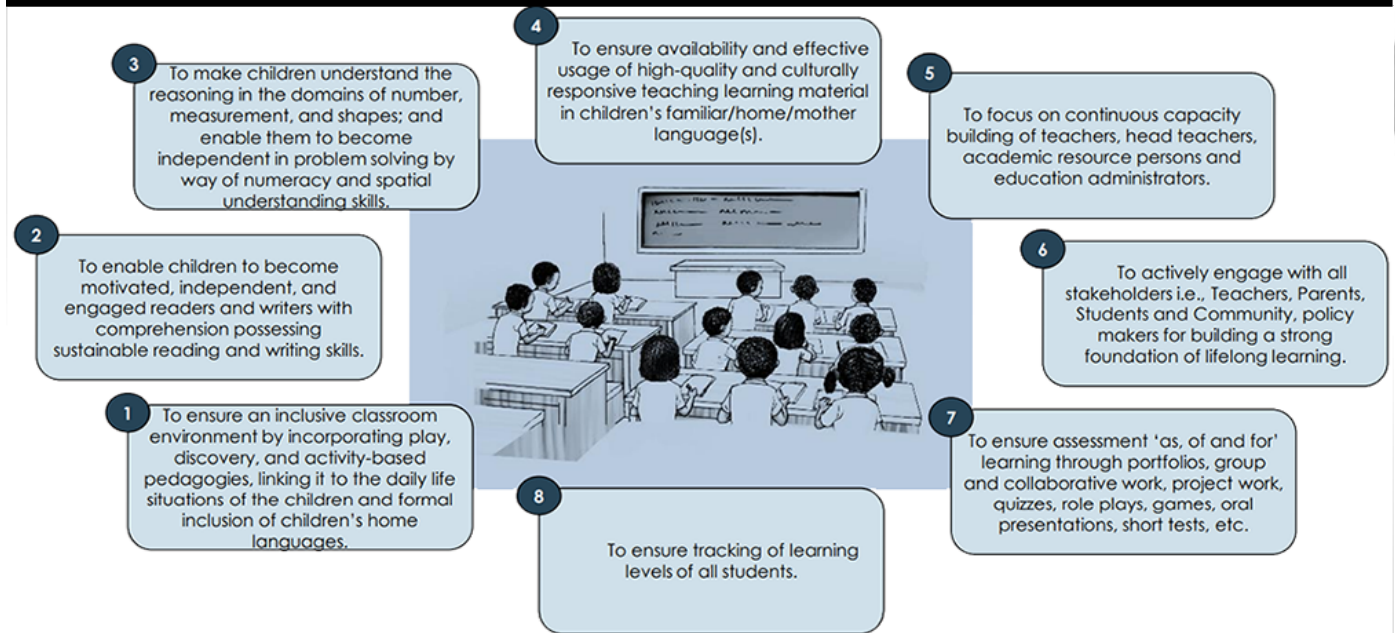 1
To ensure an inclusive classroom
environment by incorporating play,
discovery, and activity-based
pedagogies, linking it to the daily life
situations of the children and formal
inclusion of children's home
languages.
2
To enable children to become
motivated, independent, and
engaged readers and writers with
comprehension possessing
sustainable reading and writing skills.
3
To make children understand the
reasoning in the domains of number,
measurement, and shapes; and
enable them to become
independent in problem solving by
way of numeracy and spatial
understanding skills.
4
To ensure availability and effective
usage of high-quality and culturally
responsive teaching learning material
in children's familiar/home/mother
language(s).
5
To focus on continuous capacity
building of teachers, head teachers,
academic resource persons and
education administrators.
6
To actively engage with all
stakeholders i.e., Teachers, Parents,
Students and Community, policy
makers for building a strong
foundation of lifelong learning.
7
To ensure assessment ‘as, of and for’
learning through portfolios, group
and collaborative work, project work,
quizzes, role plays, games, oral
presentations, short tests, etc.
8
To ensure tracking of learning
levels of all students.